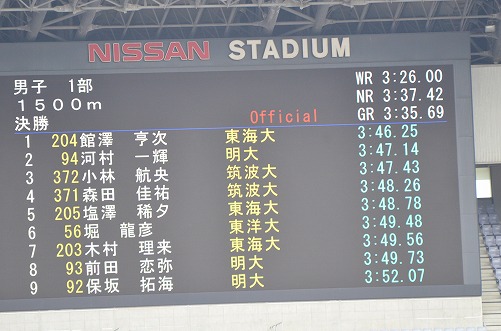 NISSAN STADIUM
男子 1部 WR 3:26.00
1500m NR 3:37.42
決勝 Official GR 3:35.69
1 204 館澤 亨次 東海大 3:46.25
2 94 河村 一輝 明大 3:47.14
3 372 小林 航央 筑波大 3:47.43
4 371 森田 佳祐 筑波大 3:48.26
5 205 塩澤 稀夕 東海大 3:48.78
6 56 堀 龍彦 東洋大 3:49.48
7 203 木村 理来 東海大 3:49.56
8 93 前田 恋弥 明大 3:49.73
9 92 保坂 拓海 明大 3:52.07